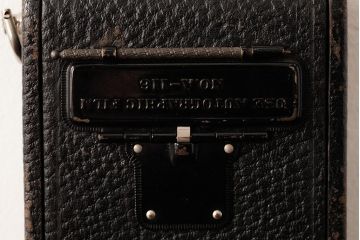 USE AUTOGRAPHIC FILM
NO. A-116